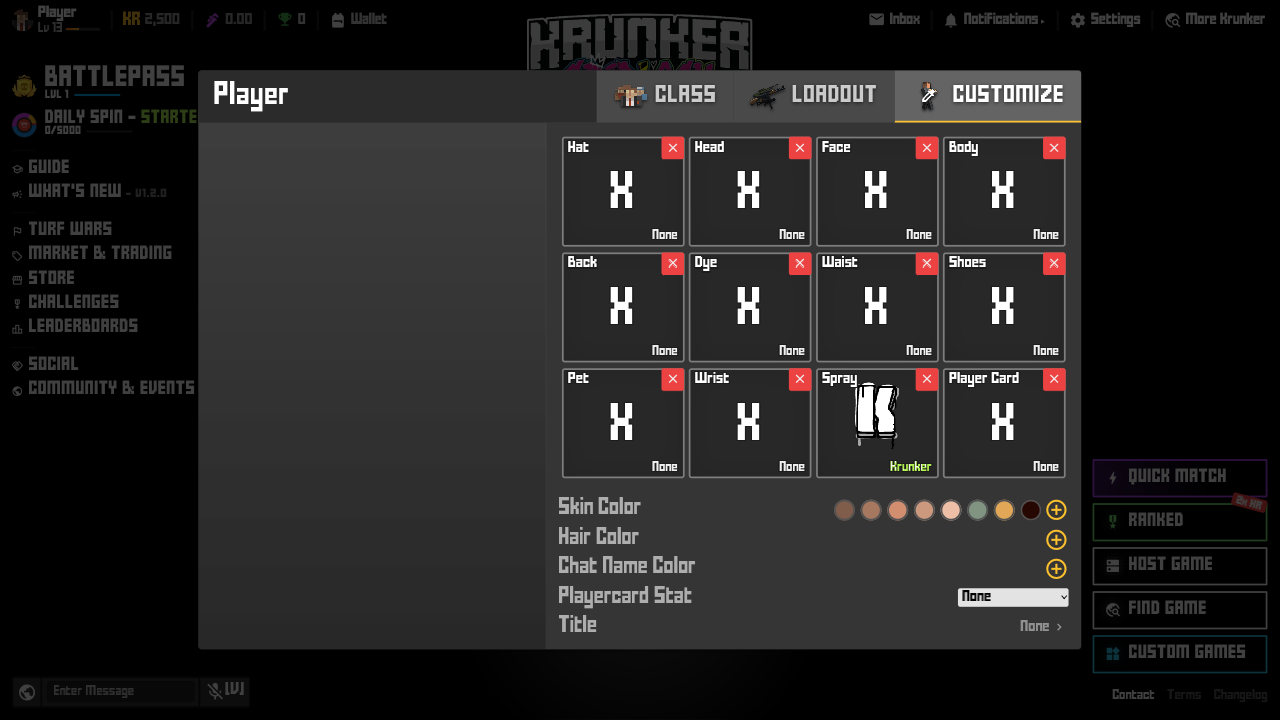 Player
Lv 13
KR 2,500
0.00
0
Wallet
Inbox
Notifications
Settings
More Krunker
KRUNKER
BATTLEPASS
LVL 1
DAILY SPIN - STARTE
0/5000
GUIDE
WHAT'S NEW - V1.2.0
TURF WARS
MARKET & TRADING
STORE
CHALLENGES
LEADERBOARDS
SOCIAL
COMMUNITY & EVENTS
Player
CLASS
LOADOUT
CUSTOMIZE
Hat
X
None
Head
X
None
Face
X
None
Body
X
None
Back
X
None
Dye
X
None
Waist
X
None
Shoes
X
None
Pet
X
None
Wrist
X
None
Spray
Krunker
Player Card
X
None
Skin Color
Hair Color
Chat Name Color
Playercard Stat
None
Title
None >
QUICK MATCH
2x KR
RANKED
HOST GAME
FIND GAME
CUSTOM GAMES
Enter Message
[V]
Contact
Terms
Changelog